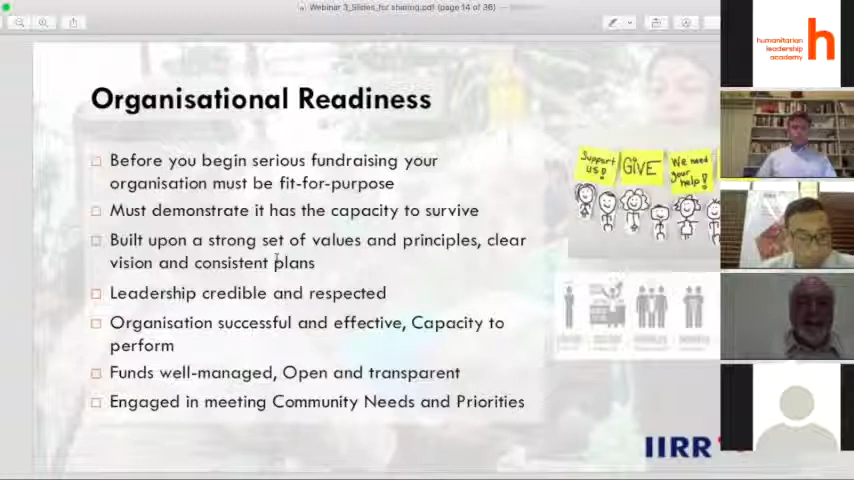 Webinar 3_Slides_for sharing.pdf (page 14 of 36)
humanitarian
leadership
academy
h
Organisational Readiness
Before you begin serious fundraising your
organisation must be fit-for-purpose
Must demonstrate it has the capacity to survive
Built upon a strong set of values and principles, clear
vision and consistent plans
Leadership credible and respected
Organisation successful and effective, Capacity to
perform
Funds well-managed, Open and transparent
Engaged in meeting Community Needs and Priorities
Support
us!
GIVE
We need
your
help!
IIRR